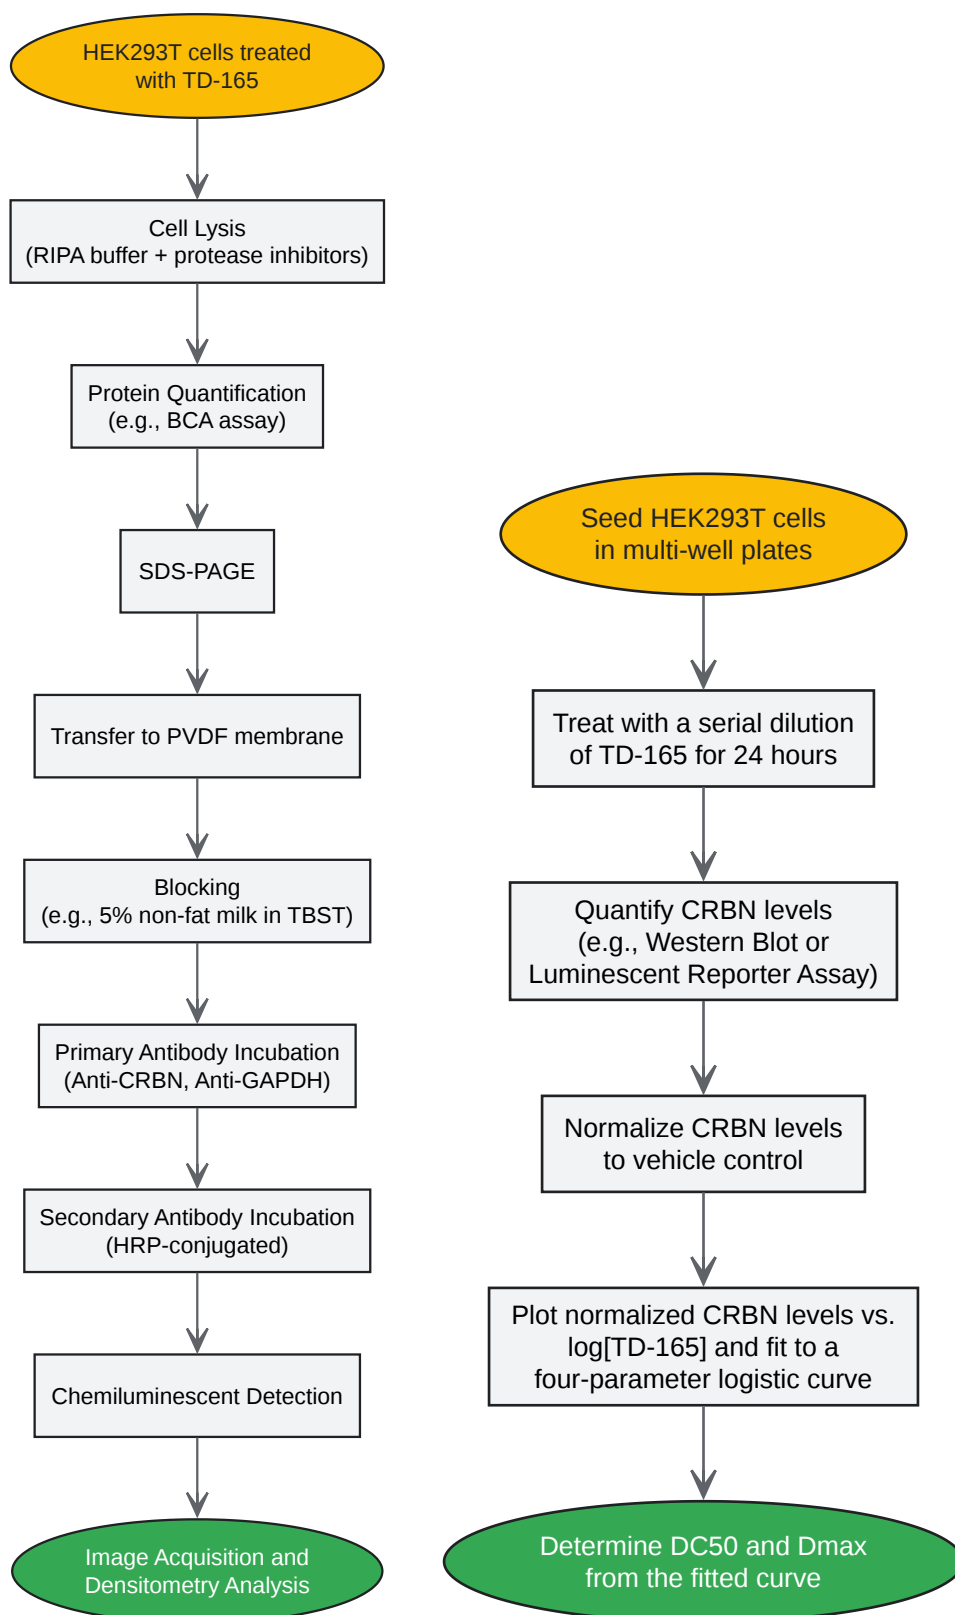 HEK293T cells treated
with TD-165
Cell Lysis
(RIPA buffer + protease inhibitors)
Protein Quantification
(e.g., BCA assay)
SDS-PAGE
Transfer to PVDF membrane
Blocking
(e.g., 5% non-fat milk in TBST)
Primary Antibody Incubation
(Anti-CRBN, Anti-GAPDH)
Secondary Antibody Incubation
(HRP-conjugated)
Chemiluminescent Detection
Image Acquisition and
Densitometry Analysis
Seed HEK293T cells
in multi-well plates
Treat with a serial dilution
of TD-165 for 24 hours
Quantify CRBN levels
(e.g., Western Blot or
Luminescent Reporter Assay)
Normalize CRBN levels
to vehicle control
Plot normalized CRBN levels vs.
log[TD-165] and fit to a
four-parameter logistic curve
Determine DC50 and Dmax
from the fitted curve